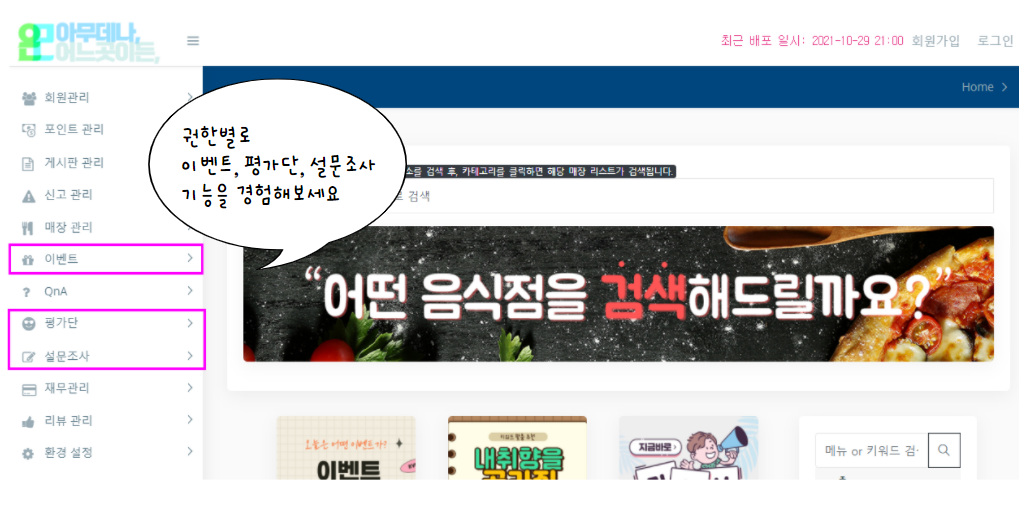 아무데나,
어느곳이든,
최근 배포 일시: 2021-10-29 21:00 회원가입 로그인
Home >
회원관리
포인트 관리
게시판 관리
신고 관리
매장 관리
이벤트
QnA
평가단
설문조사
재무관리
리뷰 관리
환경 설정
권한별로
이벤트, 평가단, 설문조사
기능을 경험해보세요
검색 후, 카테고리를 클릭하면 해당 매장 리스트가 검색됩니다.
검색
“어떤 음식점을 검색해드릴까요?”
오늘은 어떤 이벤트가?
이벤트
내취향을
지금바로
메뉴 or 키워드 검